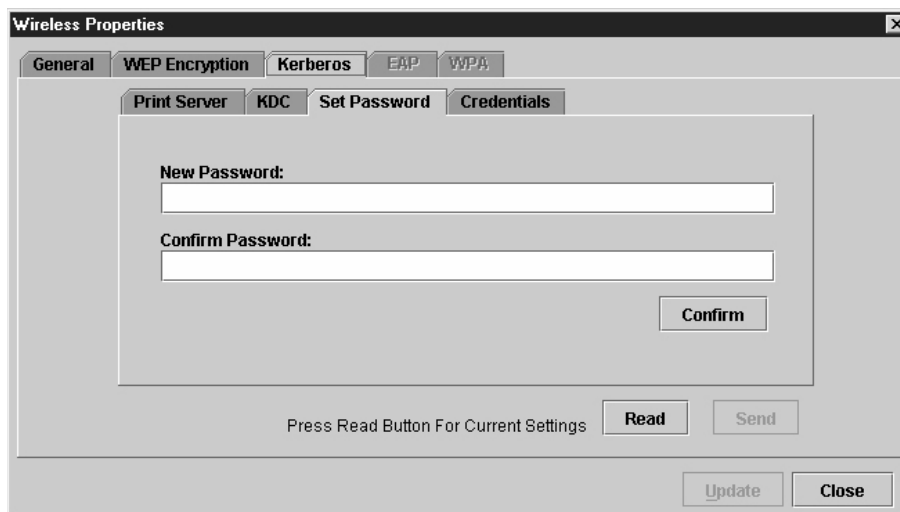 Wireless Properties
General WEP Encryption Kerberos EAP WPA
Print Server KDC Set Password Credentials
New Password:
Confirm Password:
Confirm
Press Read Button For Current Settings Read Send
Update Close